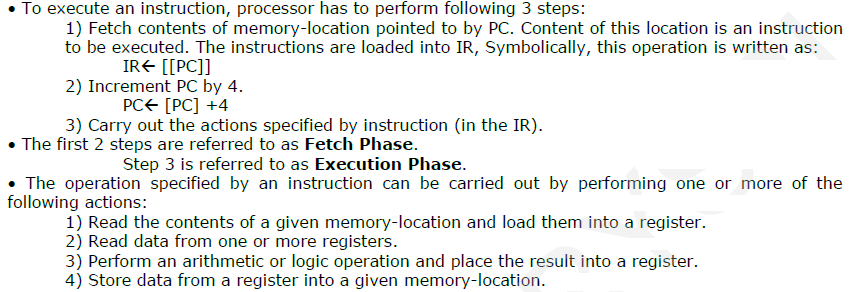 • To execute an instruction, processor has to perform following 3 steps:
1) Fetch contents of memory-location pointed to by PC. Content of this location is an instruction
to be executed. The instructions are loaded into IR, Symbolically, this operation is written as:
IR← [[PC]]
2) Increment PC by 4.
PC← [PC] +4
3) Carry out the actions specified by instruction (in the IR).
• The first 2 steps are referred to as Fetch Phase.
Step 3 is referred to as Execution Phase.
• The operation specified by an instruction can be carried out by performing one or more of the
following actions:
1) Read the contents of a given memory-location and load them into a register.
2) Read data from one or more registers.
3) Perform an arithmetic or logic operation and place the result into a register.
4) Store data from a register into a given memory-location.